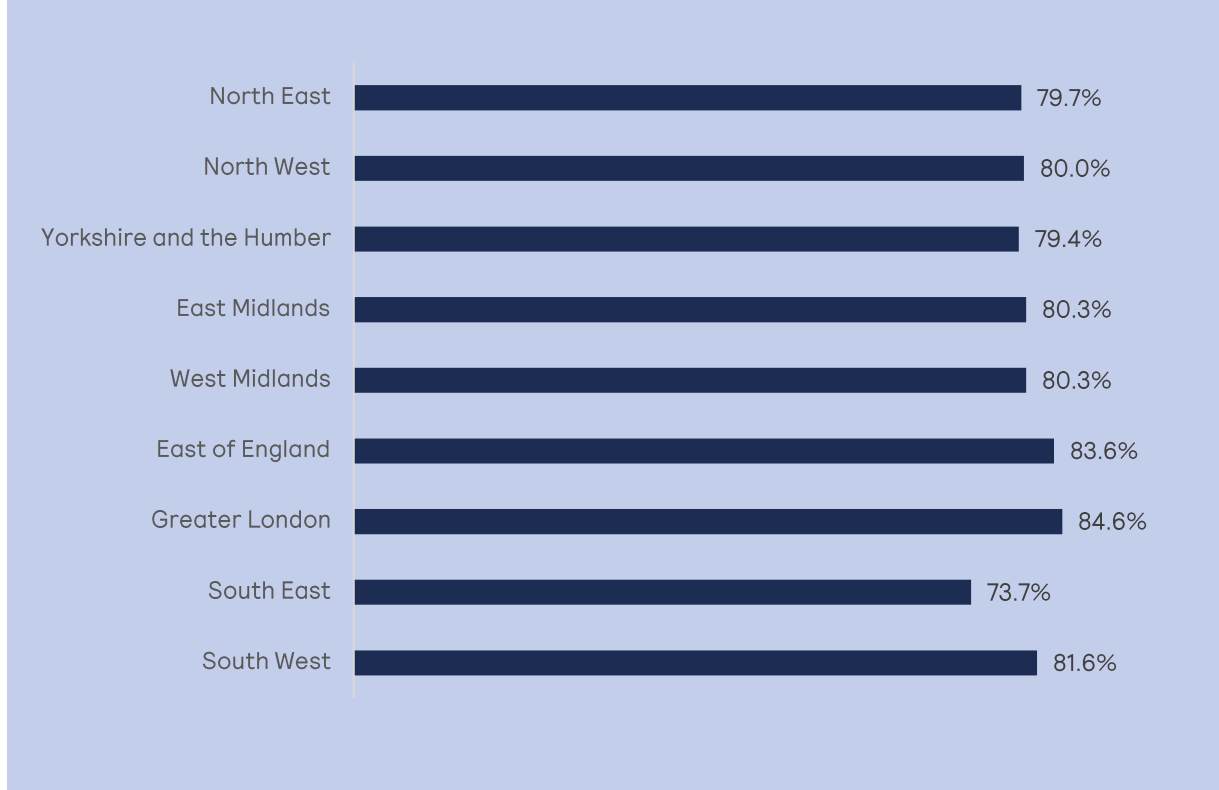 North East 79.7%
North West 80.0%
Yorkshire and the Humber 79.4%
East Midlands 80.3%
West Midlands 80.3%
East of England 83.6%
Greater London 84.6%
South East 73.7%
South West 81.6%